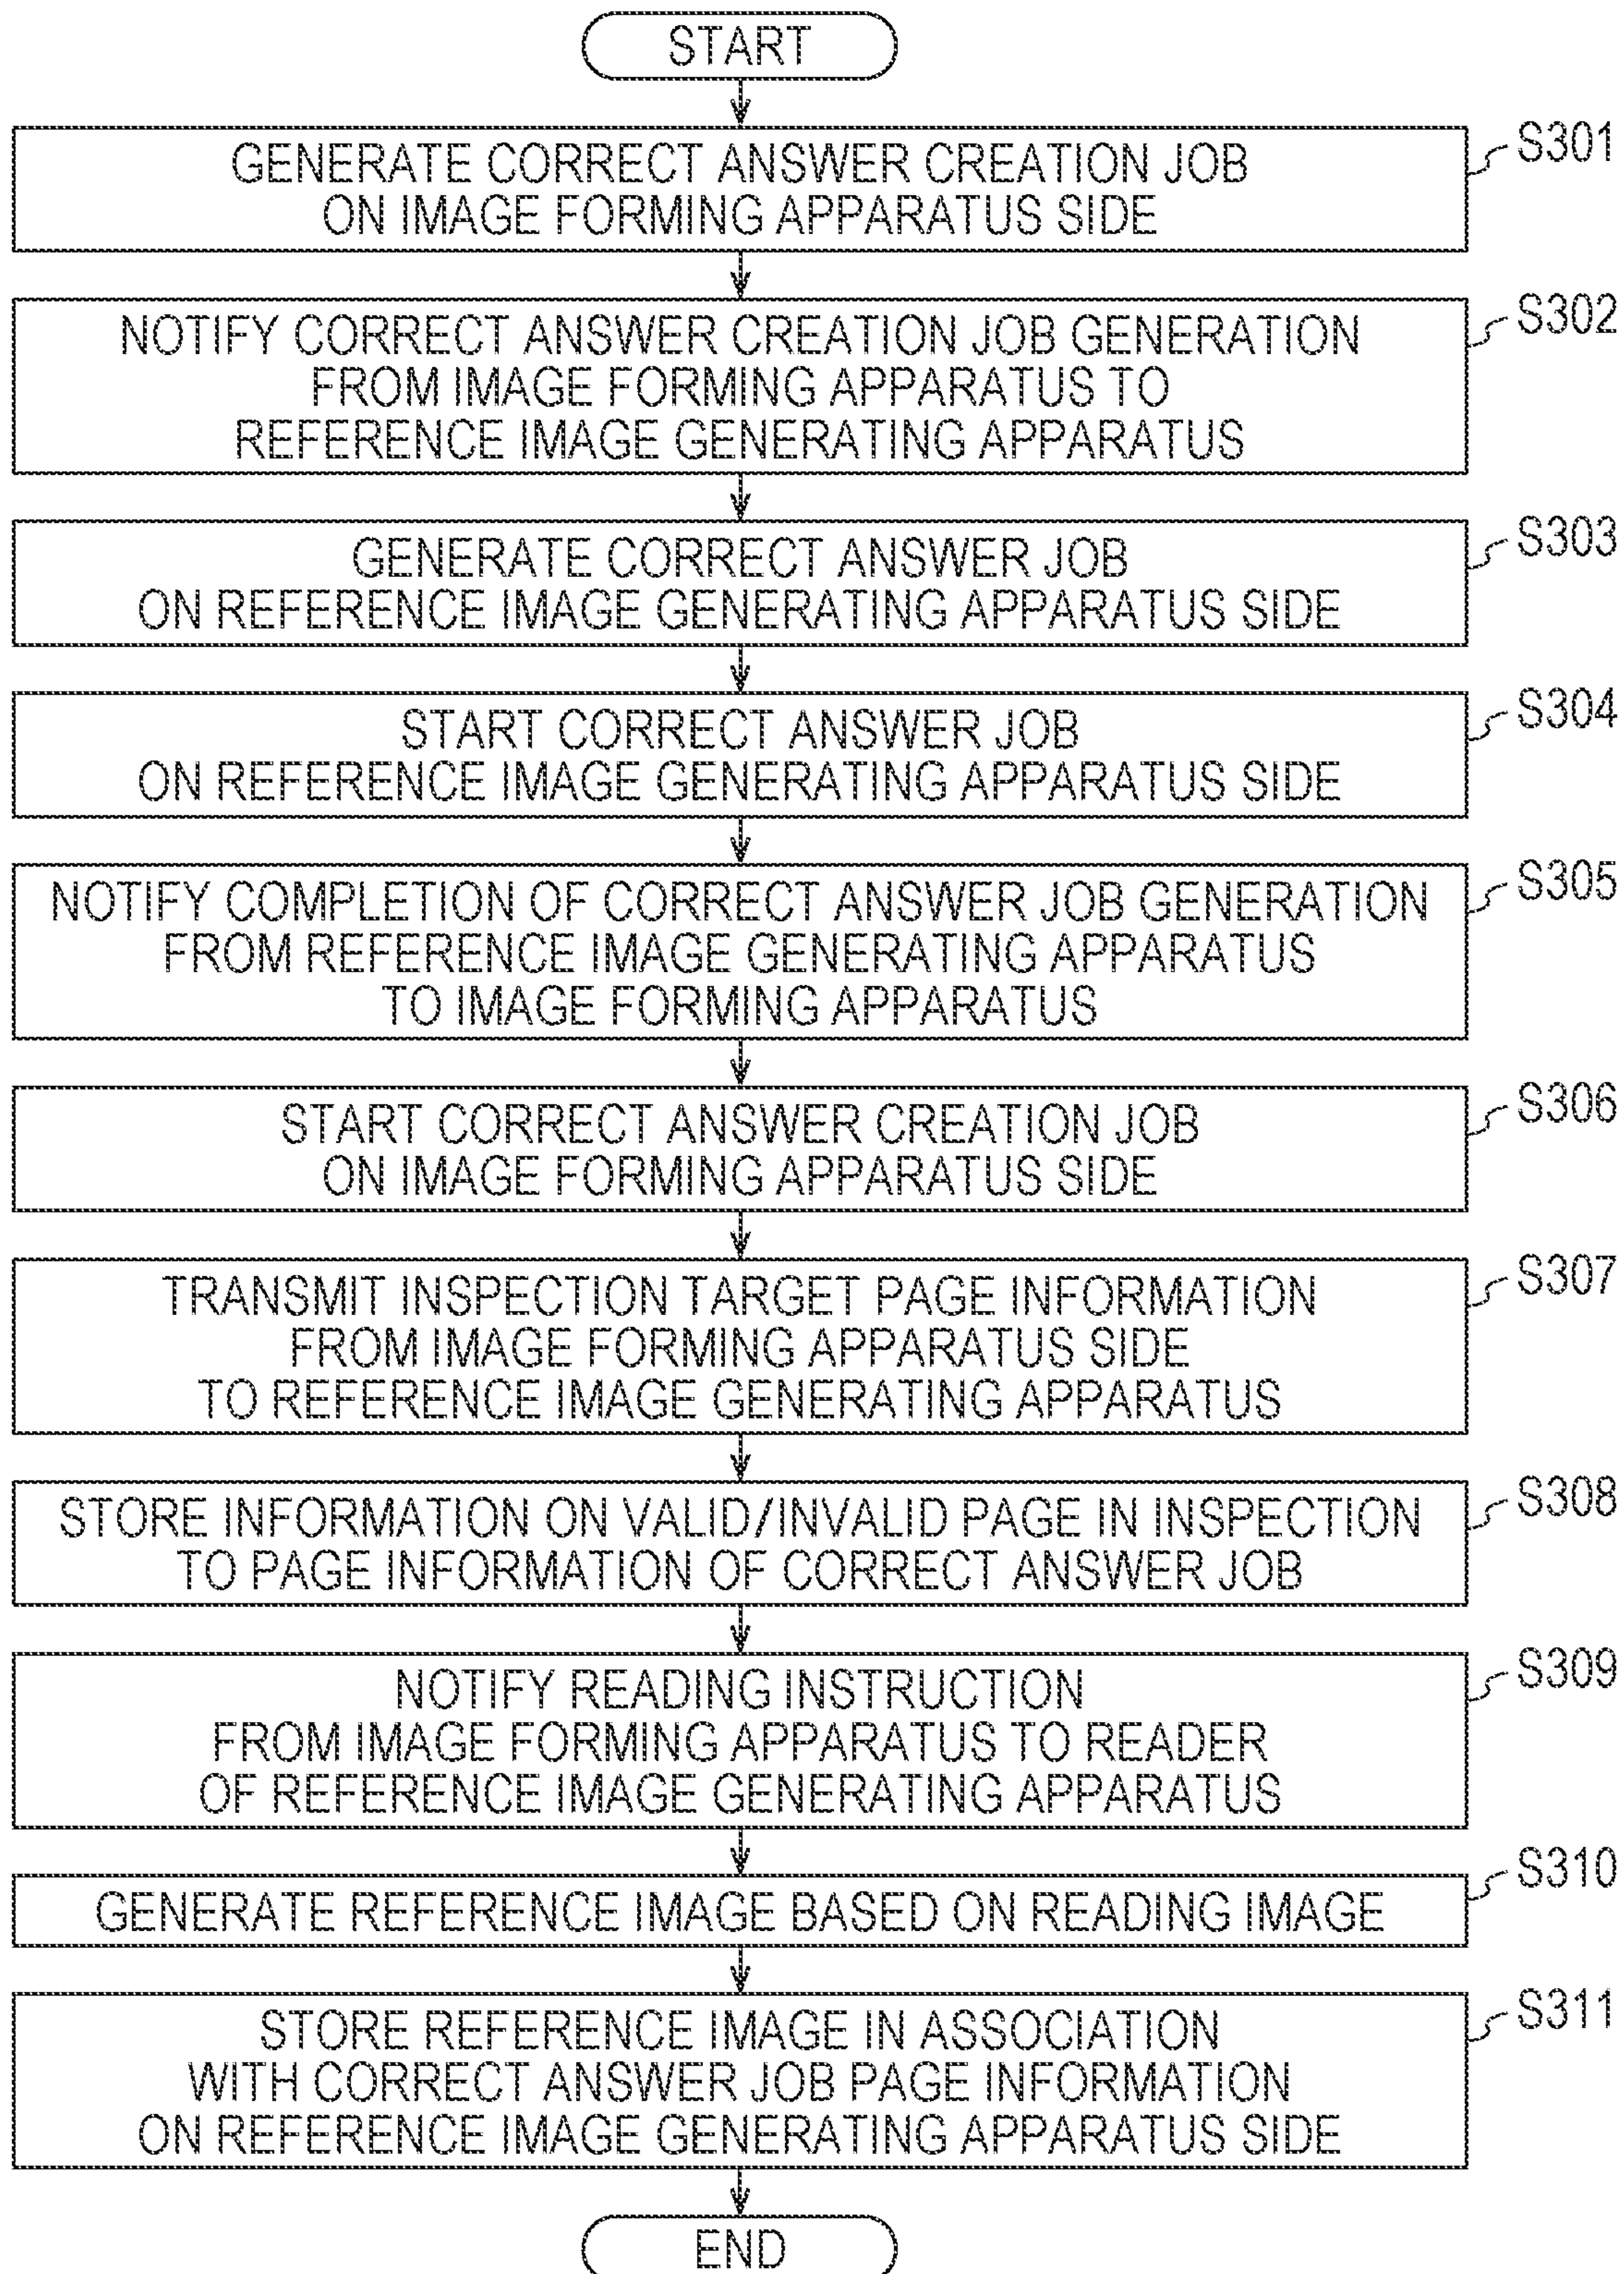 START
GENERATE CORRECT ANSWER CREATION JOB
ON IMAGE FORMING APPARATUS SIDE
S301
NOTIFY CORRECT ANSWER CREATION JOB GENERATION
FROM IMAGE FORMING APPARATUS TO
REFERENCE IMAGE GENERATING APPARATUS
S302
GENERATE CORRECT ANSWER JOB
ON REFERENCE IMAGE GENERATING APPARATUS SIDE
S303
START CORRECT ANSWER JOB
ON REFERENCE IMAGE GENERATING APPARATUS SIDE
S304
NOTIFY COMPLETION OF CORRECT ANSWER JOB GENERATION
FROM REFERENCE IMAGE GENERATING APPARATUS
TO IMAGE FORMING APPARATUS
S305
START CORRECT ANSWER CREATION JOB
ON IMAGE FORMING APPARATUS SIDE
S306
TRANSMIT INSPECTION TARGET PAGE INFORMATION
FROM IMAGE FORMING APPARATUS SIDE
TO REFERENCE IMAGE GENERATING APPARATUS
S307
STORE INFORMATION ON VALID/INVALID PAGE IN INSPECTION
TO PAGE INFORMATION OF CORRECT ANSWER JOB
S308
NOTIFY READING INSTRUCTION
FROM IMAGE FORMING APPARATUS TO READER
OF REFERENCE IMAGE GENERATING APPARATUS
S309
GENERATE REFERENCE IMAGE BASED ON READING IMAGE
S310
STORE REFERENCE IMAGE IN ASSOCIATION
WITH CORRECT ANSWER JOB PAGE INFORMATION
ON REFERENCE IMAGE GENERATING APPARATUS SIDE
S311
END